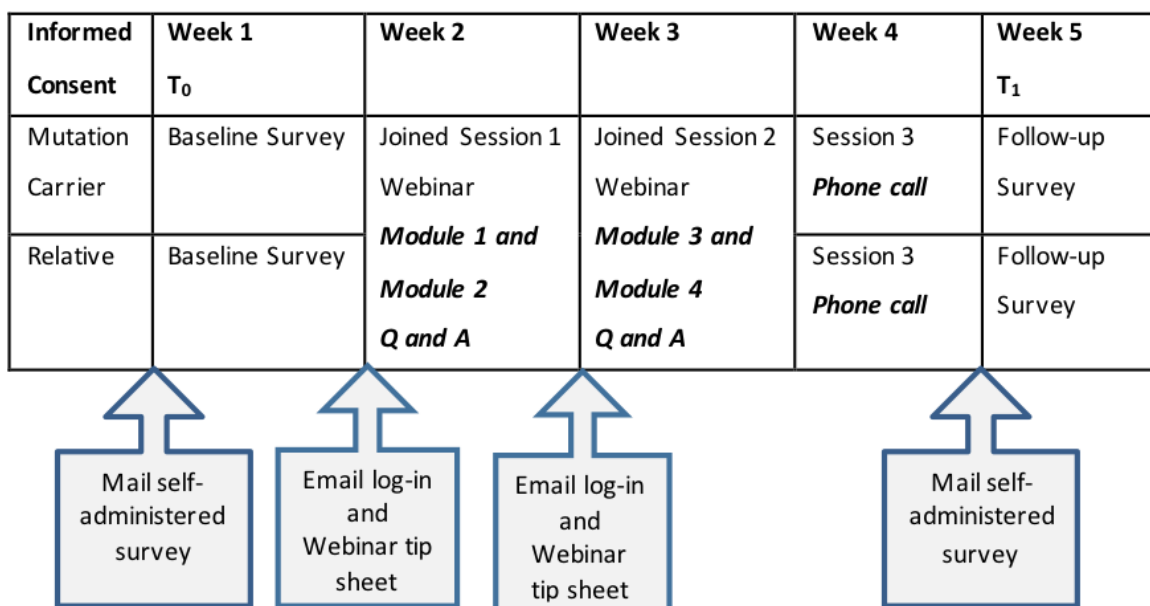 Informed Consent
Week 1
T₀
Week 2
Week 3
Week 4
Week 5
T₁
Mutation
Carrier
Baseline Survey
Joined Session 1
Webinar
Module 1 and
Module 2
Q and A
Joined Session 2
Webinar
Module 3 and
Module 4
Q and A
Session 3
Phone call
Follow-up
Survey
Relative
Baseline Survey
Session 3
Phone call
Follow-up
Survey
Mail self-
administered
survey
Email log-in
and
Webinar tip
sheet
Email log-in
and
Webinar
tip sheet
Mail self-
administered
survey